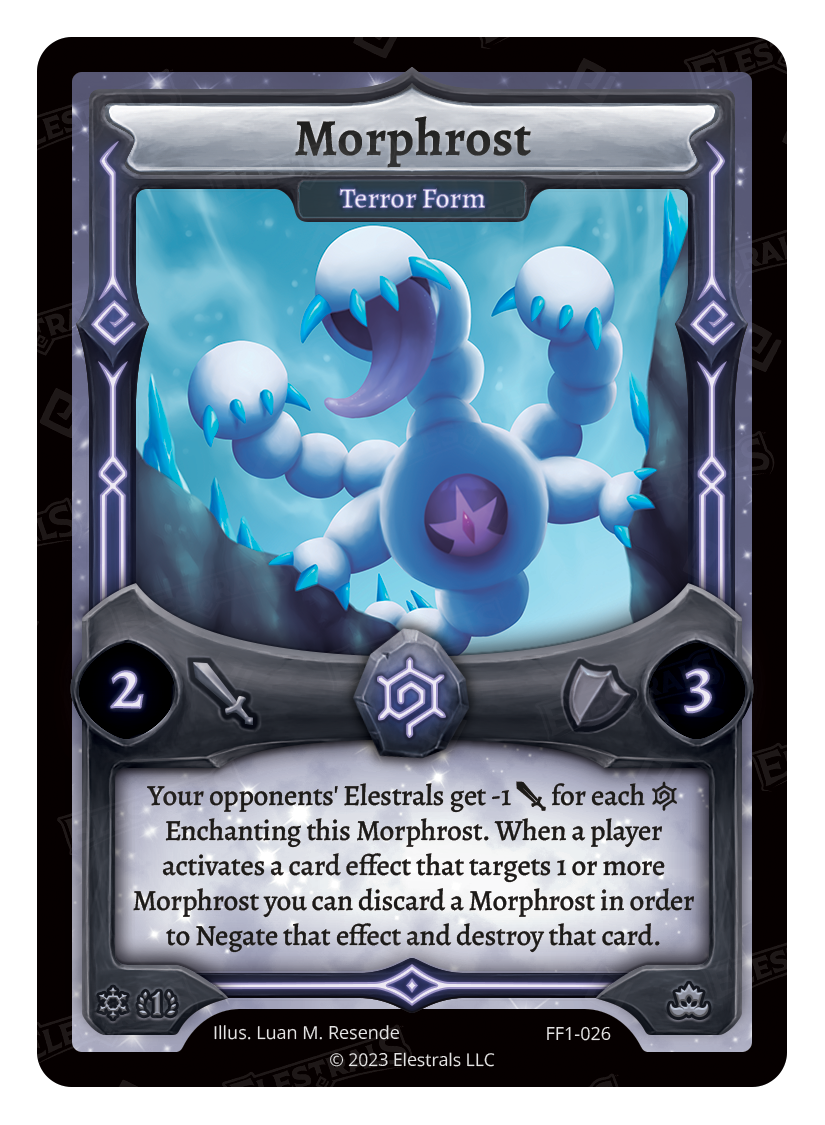 Morphrost
Terror Form
2
3
Your opponents' Elestrals get -1 for each
Enchanting this Morphrost. When a player
activates a card effect that targets 1 or more
Morphrost you can discard a Morphrost in order
to Negate that effect and destroy that card.
1
Illus. Luan M. Resende
FF1-026
© 2023 Elestrals LLC